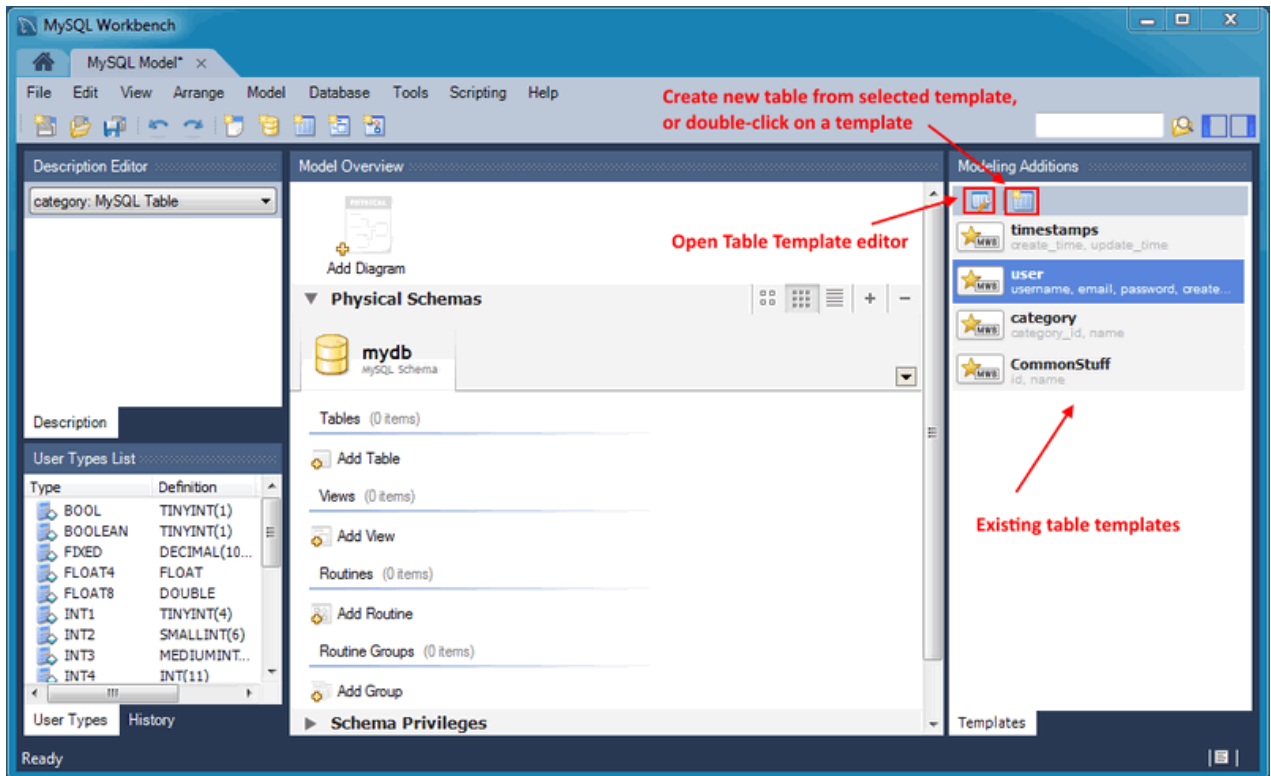 MySQL Workbench
MySQL Model* ×
File Edit View Arrange Model Database Tools Scripting Help
Create new table from selected template,
or double-click on a template
Description Editor
category: MySQL Table
Description
User Types List
Type Definition
BOOL TINYINT(1)
BOOLEAN TINYINT(1)
FIXED DECIMAL(10...
FLOAT4 FLOAT
FLOAT8 DOUBLE
INT1 TINYINT(4)
INT2 SMALLINT(6)
INT3 MEDIUMINT...
INT4 INT(11)
User Types History
Model Overview
PHYSICAL
Add Diagram
Open Table Template editor
Physical Schemas
mydb
MySQL Schema
Tables (0 items)
Add Table
Views (0 items)
Add View
Routines (0 items)
Add Routine
Routine Groups (0 items)
Add Group
Schema Privileges
Modeling Additions
MWB
timestamps
create_time, update_time
MWB
user
username, email, password, create...
MWB
category
category_id, name
MWB
CommonStuff
id, name
Existing table templates
Templates
Ready